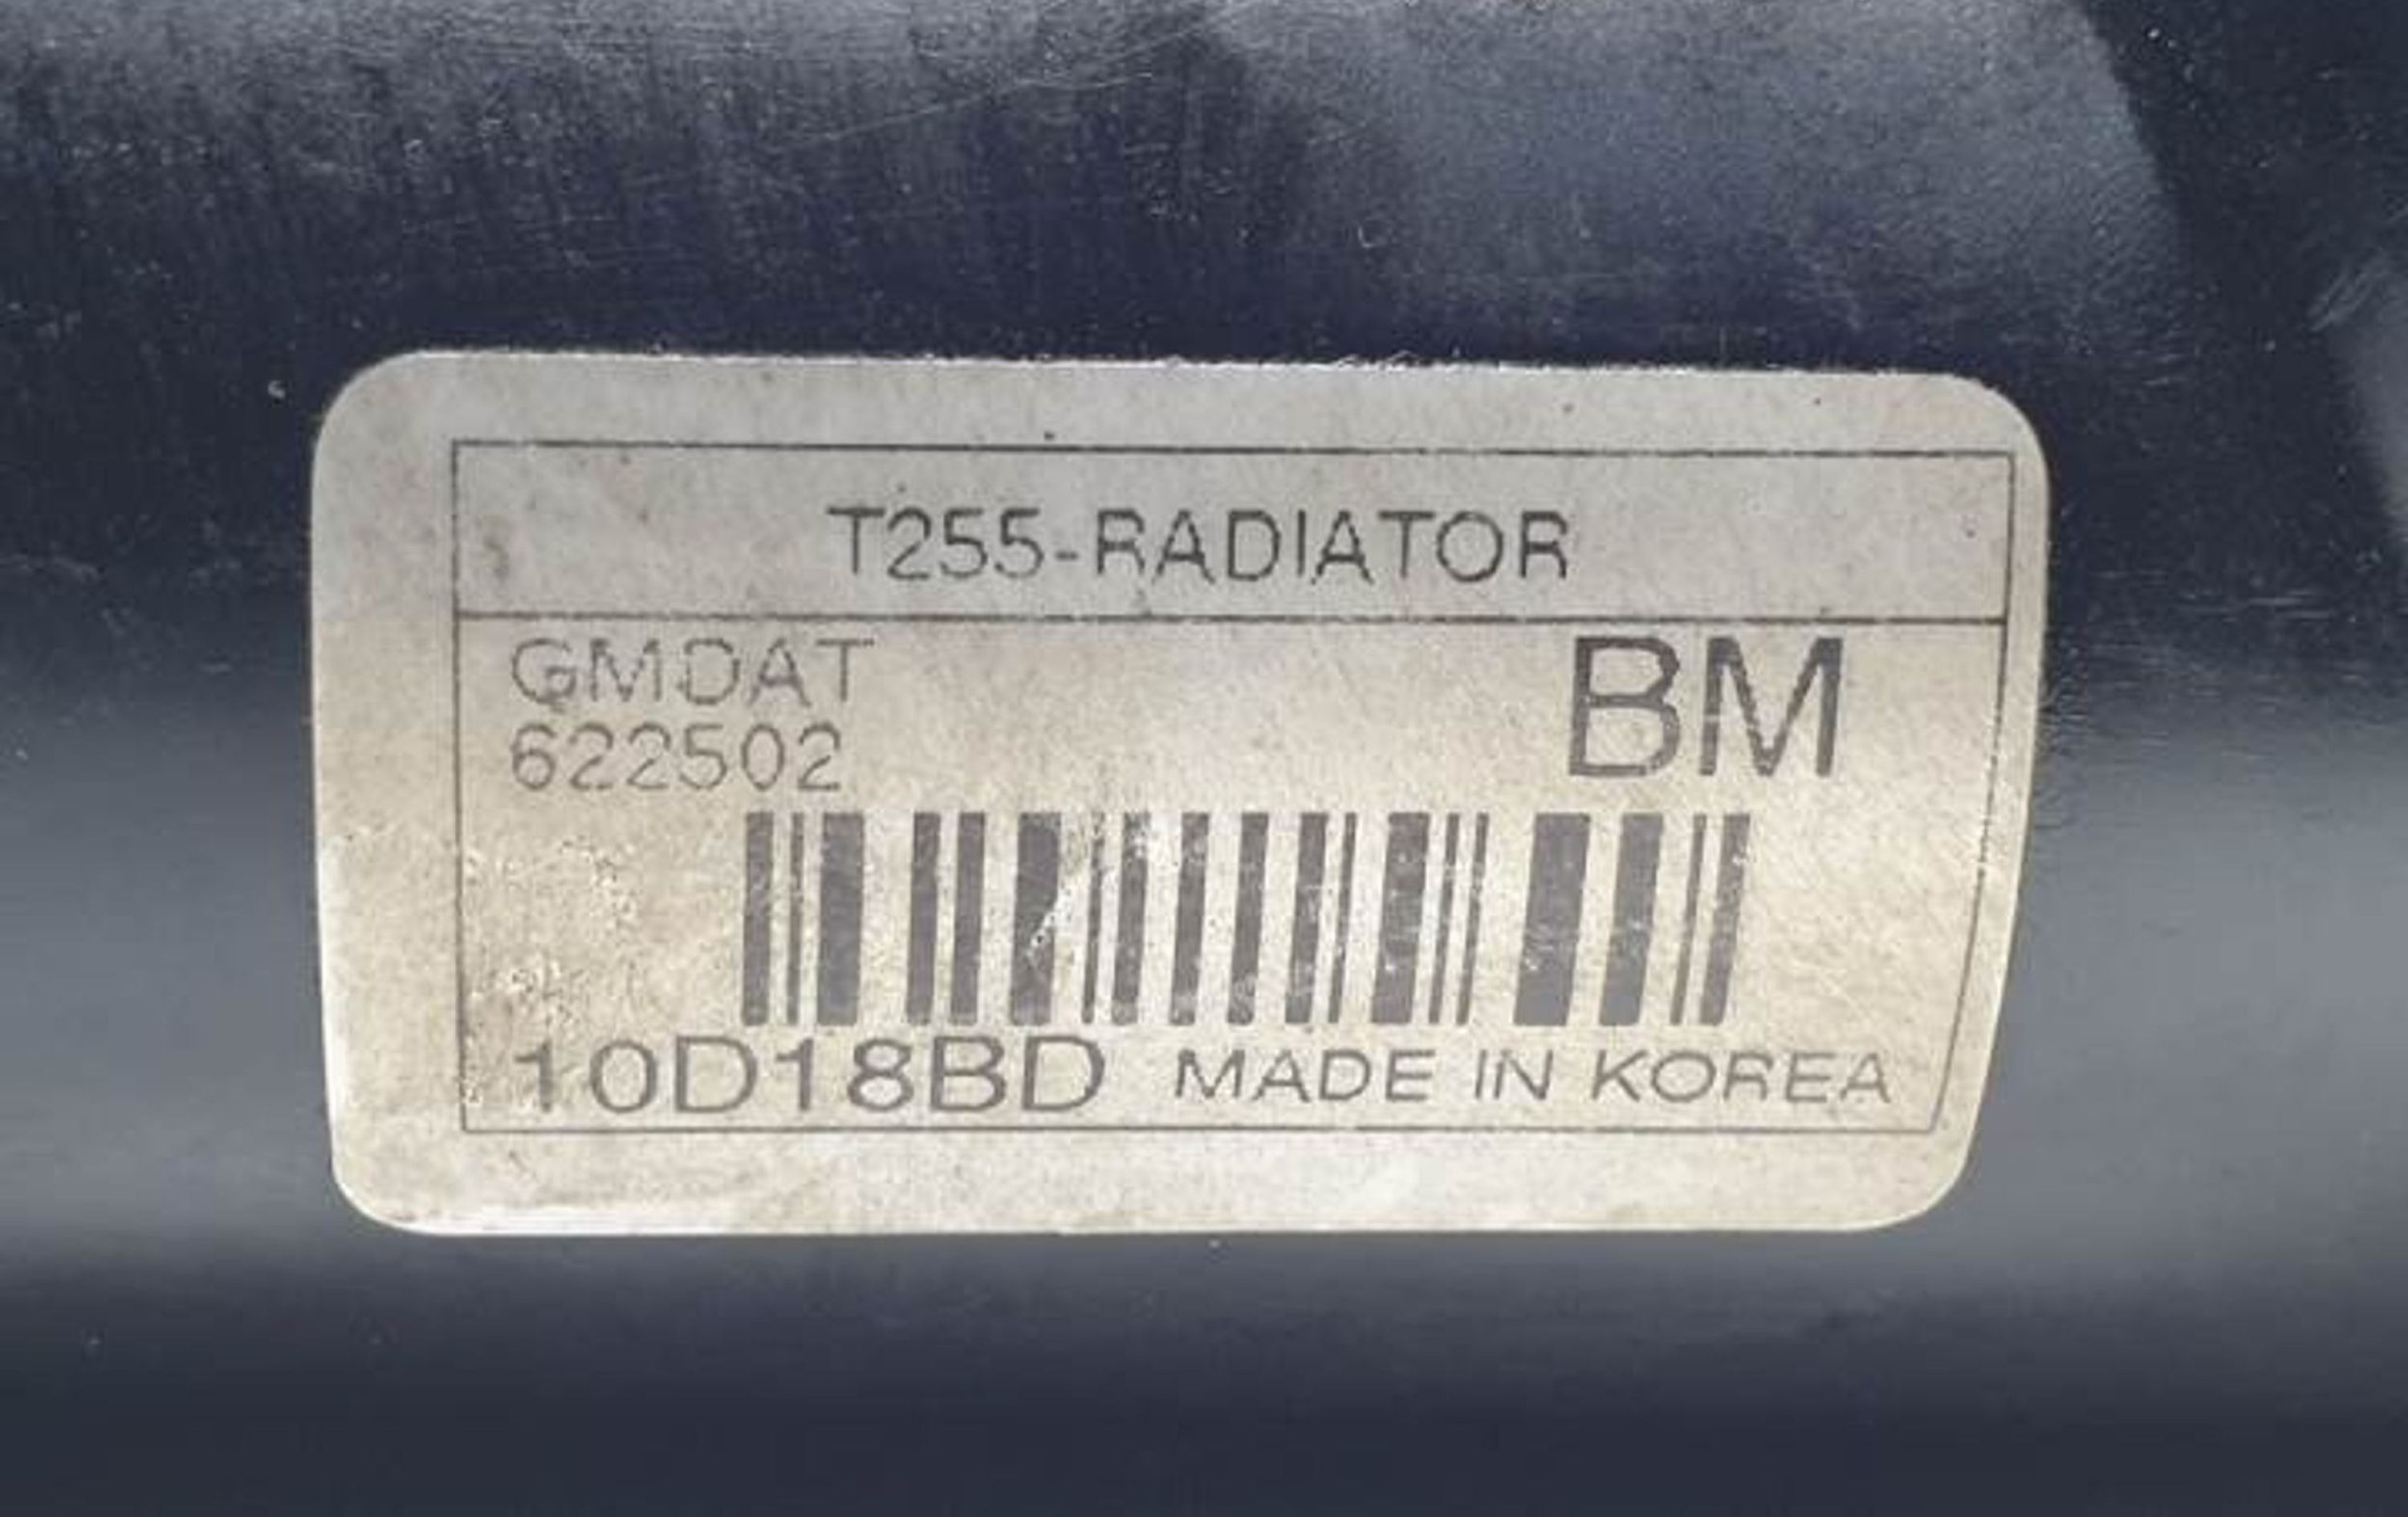 T255-RADIATOR
GMDAT
BM
622502
10D18BD MADE IN KOREA